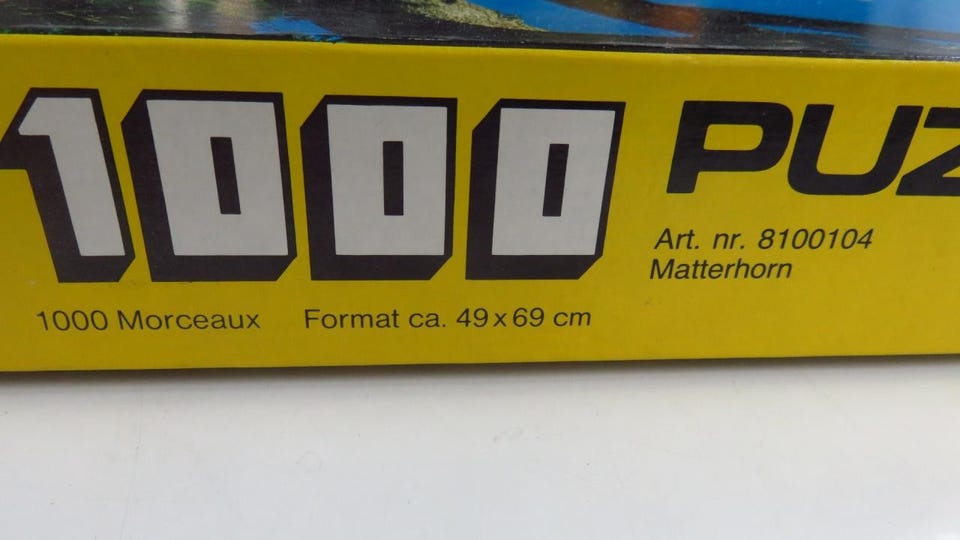 1000 PUZ
Art. nr. 8100104
Matterhorn
1000 Morceaux Format ca. 49 x 69 cm